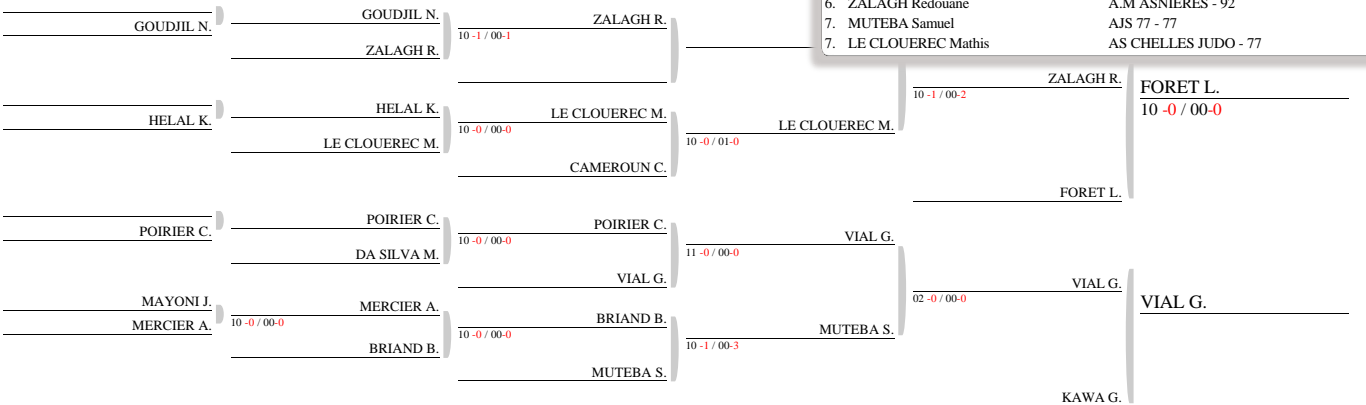 6. ZALAGH Redouane A.M ASNIERES - 92
7. MUTEBA Samuel AJS 77 - 77
7. LE CLOUEREC Mathis AS CHELLES JUDO - 77
GOUDJIL N.
HELAL K.
POIRIER C.
MAYONI J.
MERCIER A.
GOUDJIL N.
ZALAGH R.
HELAL K.
LE CLOUEREC M.
POIRIER C.
DA SILVA M.
MERCIER A.
10 -0 / 00-0
BRIAND B.
ZALAGH R.
10 -1 / 00-1
LE CLOUEREC M.
10 -0 / 00-0
CAMEROUN C.
POIRIER C.
10 -0 / 00-0
VIAL G.
BRIAND B.
10 -0 / 00-0
MUTEBA S.
LE CLOUEREC M.
10 -0 / 01-0
VIAL G.
11 -0 / 00-0
MUTEBA S.
10 -1 / 00-3
ZALAGH R.
10 -1 / 00-2
FORET L.
VIAL G.
02 -0 / 00-0
KAWA G.
FORET L.
10 -0 / 00-0
VIAL G.